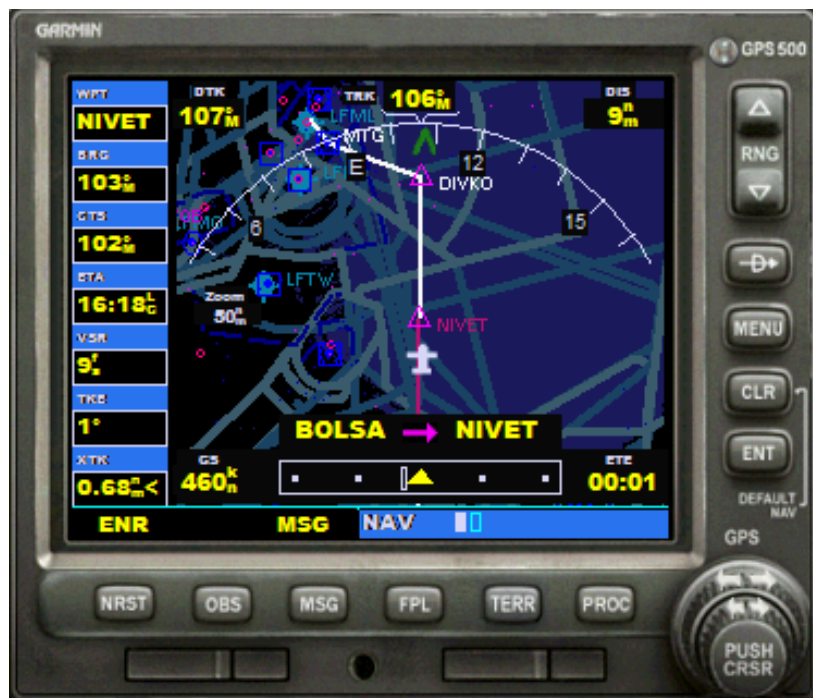 GARMIN
GPS 500
WPT
NIVET
BRG
103°M
CTS
102°M
ETA
16:18
VSR
9
TKE
1°
XTK
0.68nm<
DTK
107°M
TRK
106°M
DIS
9nm
LFML
MTG
E
12
DIVKO
6
15
LFTW
Zoom
50nm
NIVET
BOLSA → NIVET
GS
460kn
ETE
00:01
ENR
MSG
NAV
RNG
D
MENU
CLR
ENT
DEFAULT
NAV
GPS
NRST
OBS
MSG
FPL
TERR
PROC
PUSH
CRSR